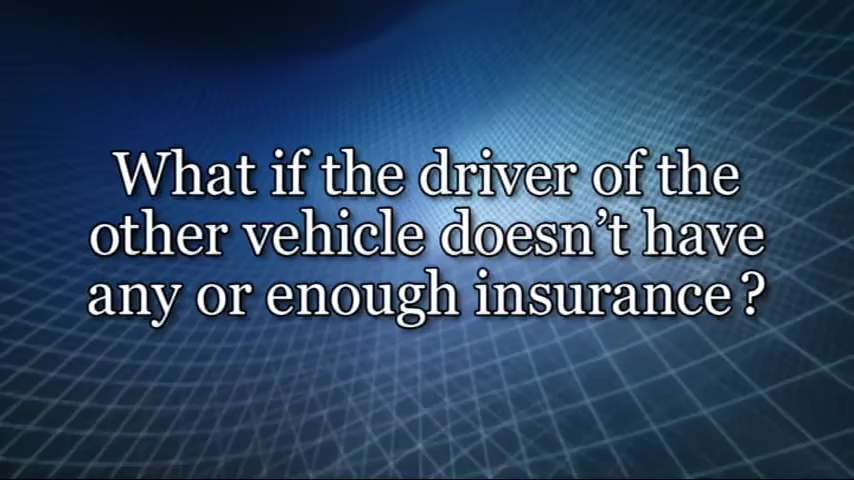 What if the driver of the
other vehicle doesn’t have
any or enough insurance?